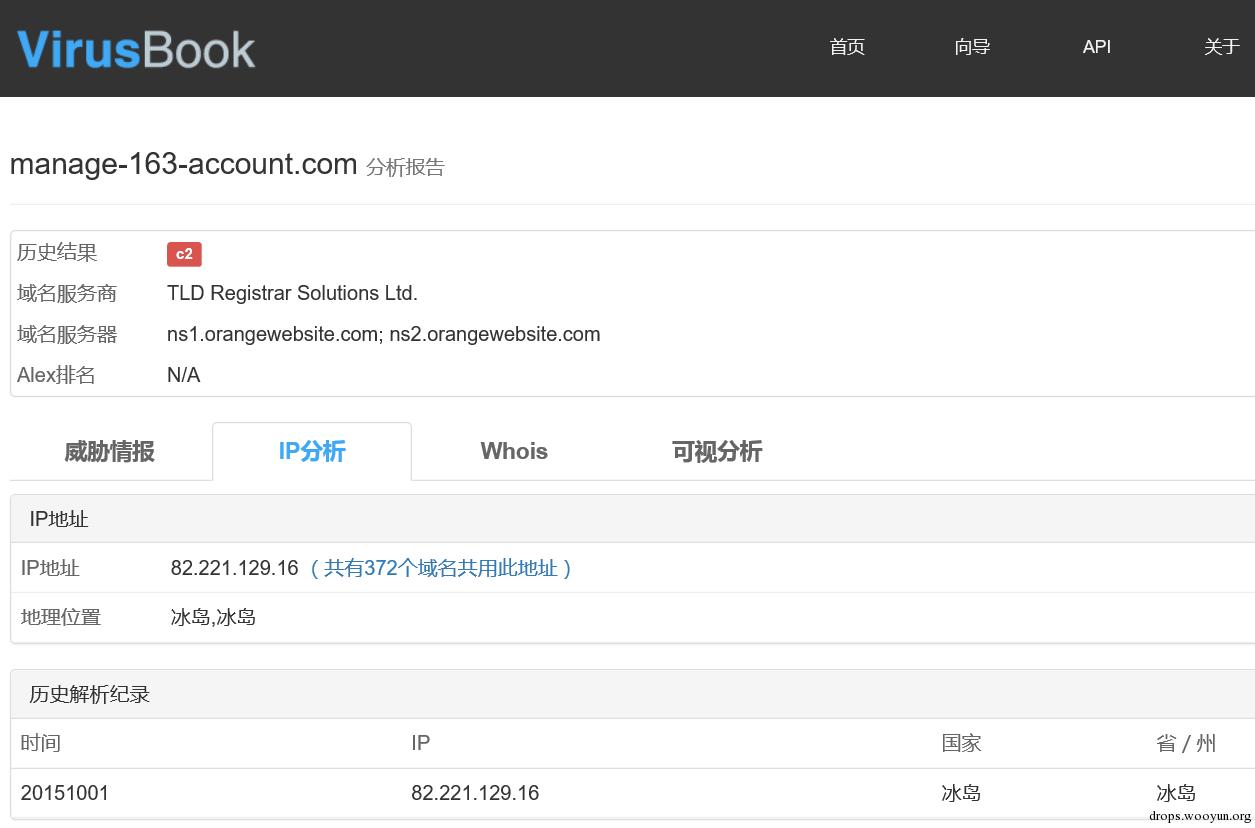 VirusBook 首页 向导 API 关于
manage-163-account.com 分析报告
历史结果 c2
域名服务商 TLD Registrar Solutions Ltd.
域名服务器 ns1.orangewebsite.com; ns2.orangewebsite.com
Alex排名 N/A
威胁情报 IP分析 Whois 可视分析
IP地址
IP地址 82.221.129.16 ( 共有372个域名共用此地址 )
地理位置 冰岛,冰岛
历史解析纪录
时间 IP 国家 省 / 州
20151001 82.221.129.16 冰岛 冰岛
drops.wooyun.org